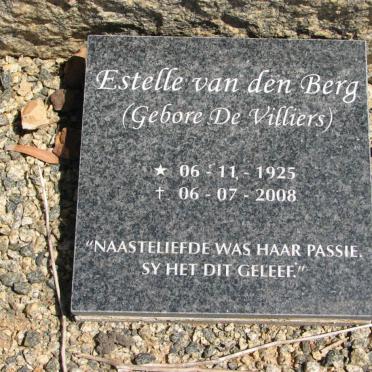 Estelle van den Berg
(Gebore De Villiers)
★ 06 - 11 - 1925
† 06 - 07 - 2008
“NAASTELIEFDE WAS HAAR PASSIE.
SY HET DIT GELEEF.”